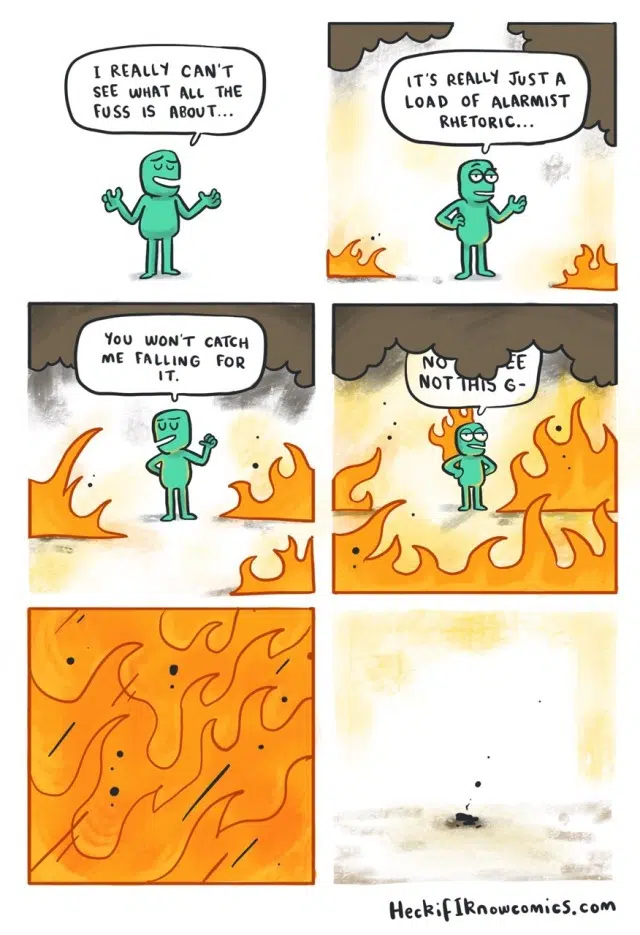 I REALLY CAN'T
SEE WHAT ALL THE
FUSS IS ABOUT...
IT'S REALLY JUST A
LOAD OF ALARMIST
RHETORIC...
YOU WON'T CATCH
ME FALLING FOR
IT.
NO
NOT THIS G-
HeckifIknowcomics.com